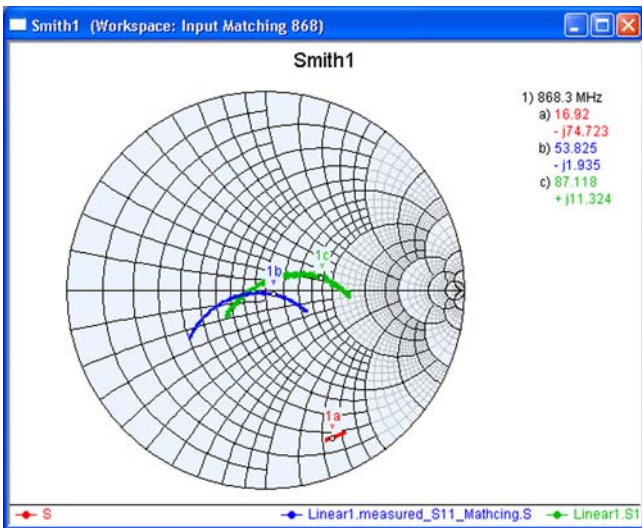 Smith1 (Workspace: Input Matching 868)
Smith1
1) 868.3 MHz
a) 16.92
- j74.723
b) 53.825
- j1.935
c) 87.118
+ j11.324
1c
1b
1a
S
Linear1.measured_S11_Mathcing.S
Linear1.S1